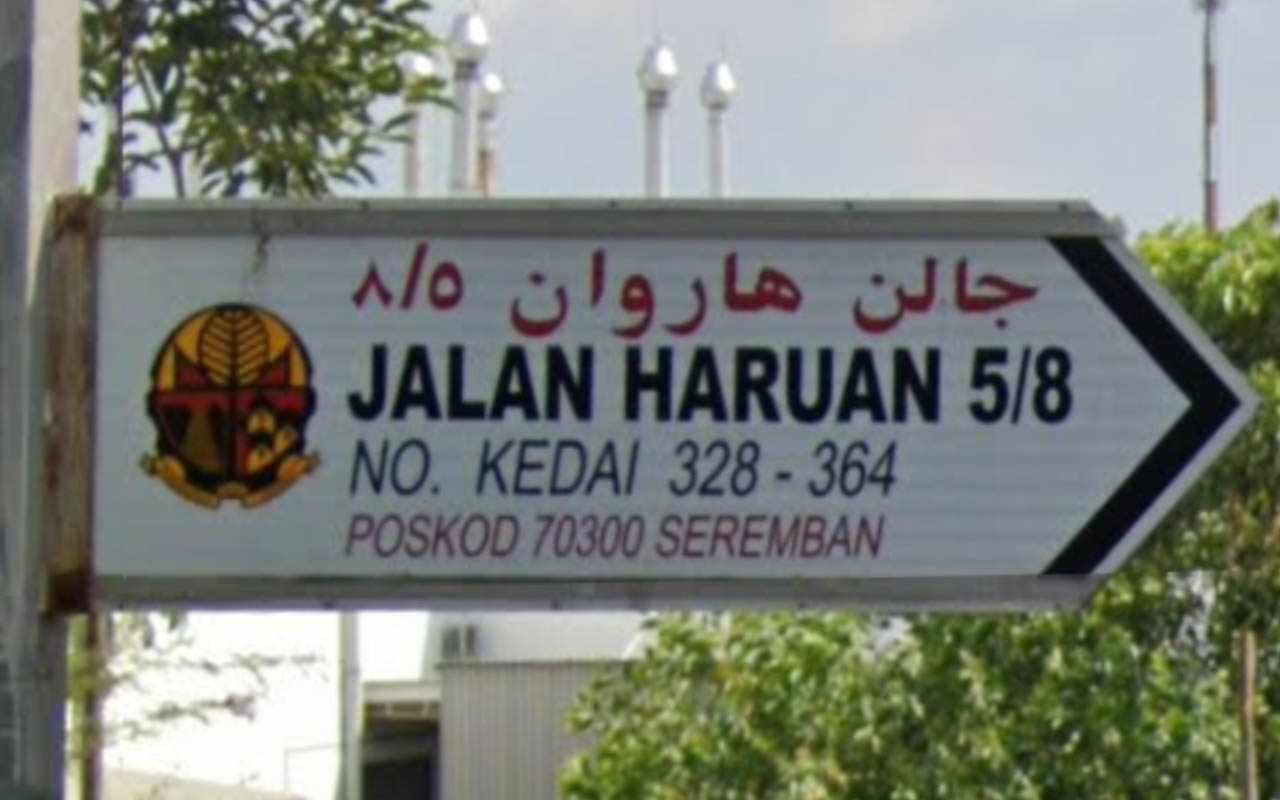 جالن هاروان ٥/٨
JALAN HARUAN 5/8
NO. KEDAI 328 - 364
POSKOD 70300 SEREMBAN